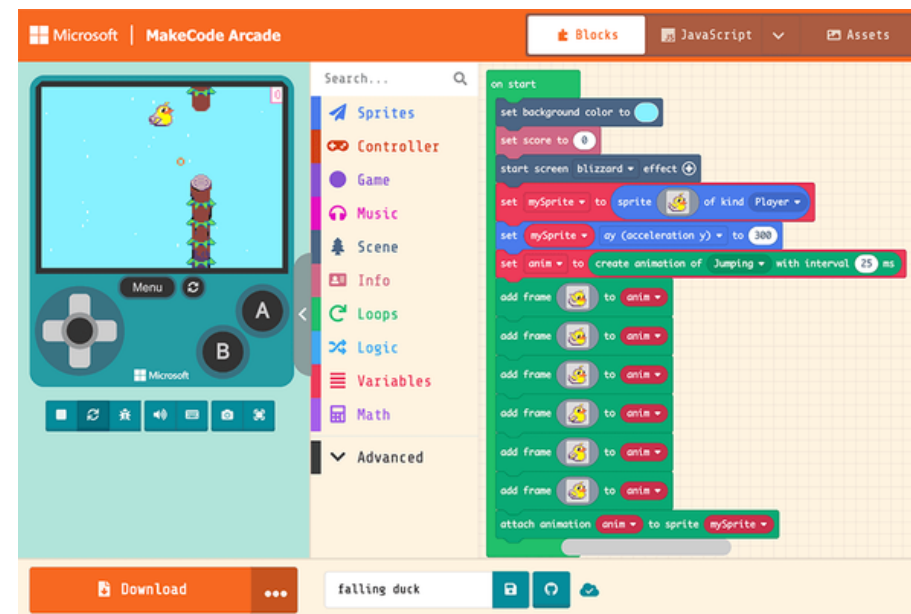 Microsoft | MakeCode Arcade
Blocks
JavaScript
Assets
0
Menu
A
B
Microsoft
Search...
Sprites
Controller
Game
Music
Scene
Info
Loops
Logic
Variables
Math
Advanced
on start
set background color to
set score to 0
start screen blizzard effect
set mySprite to sprite of kind Player
set mySprite ay (acceleration y) to 300
set anim to create animation of Jumping with interval 25 ms
add frame to anim
add frame to anim
add frame to anim
add frame to anim
add frame to anim
add frame to anim
attach animation anim to sprite mySprite
Download
falling duck